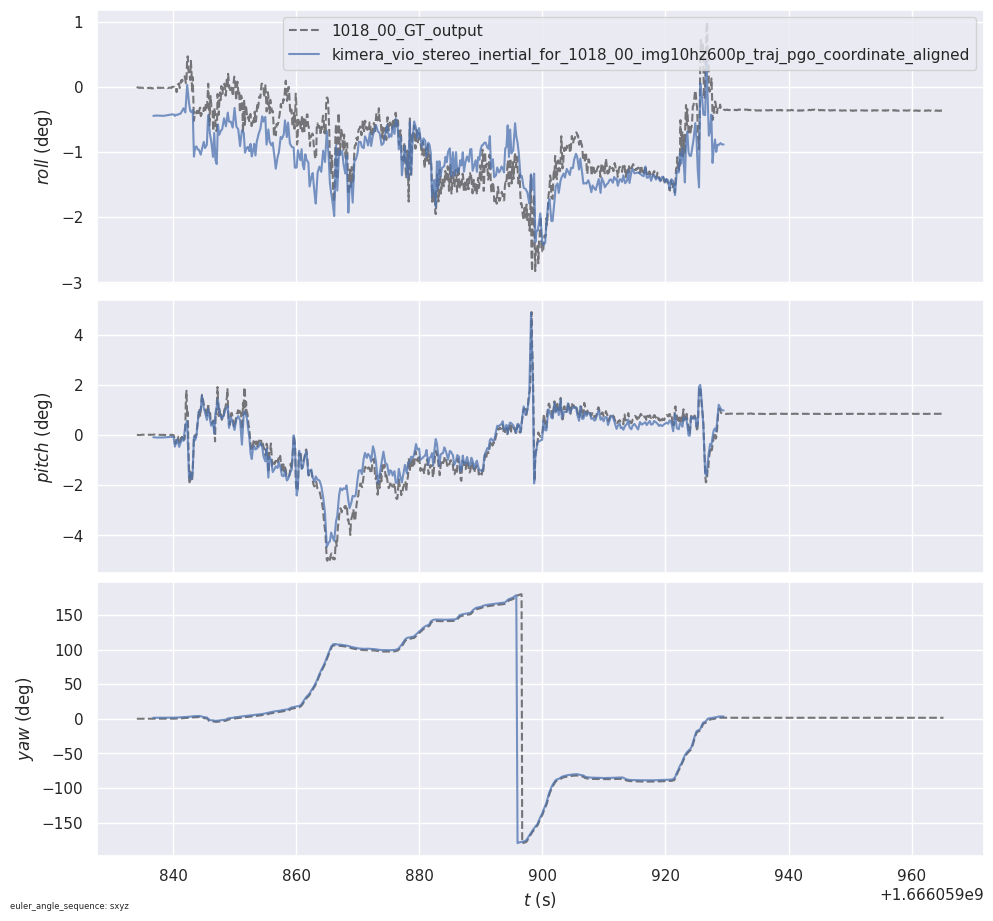 1018_00_GT_output
kimera_vio_stereo_inertial_for_1018_00_img10hz600p_traj_pgo_coordinate_aligned
1
0
−1
−2
−3
roll (deg)
4
2
0
−2
−4
pitch (deg)
150
100
50
0
−50
−100
−150
yaw (deg)
840 860 880 900 920 940 960
+1.666059e9
t (s)
euler_angle_sequence: sxyz